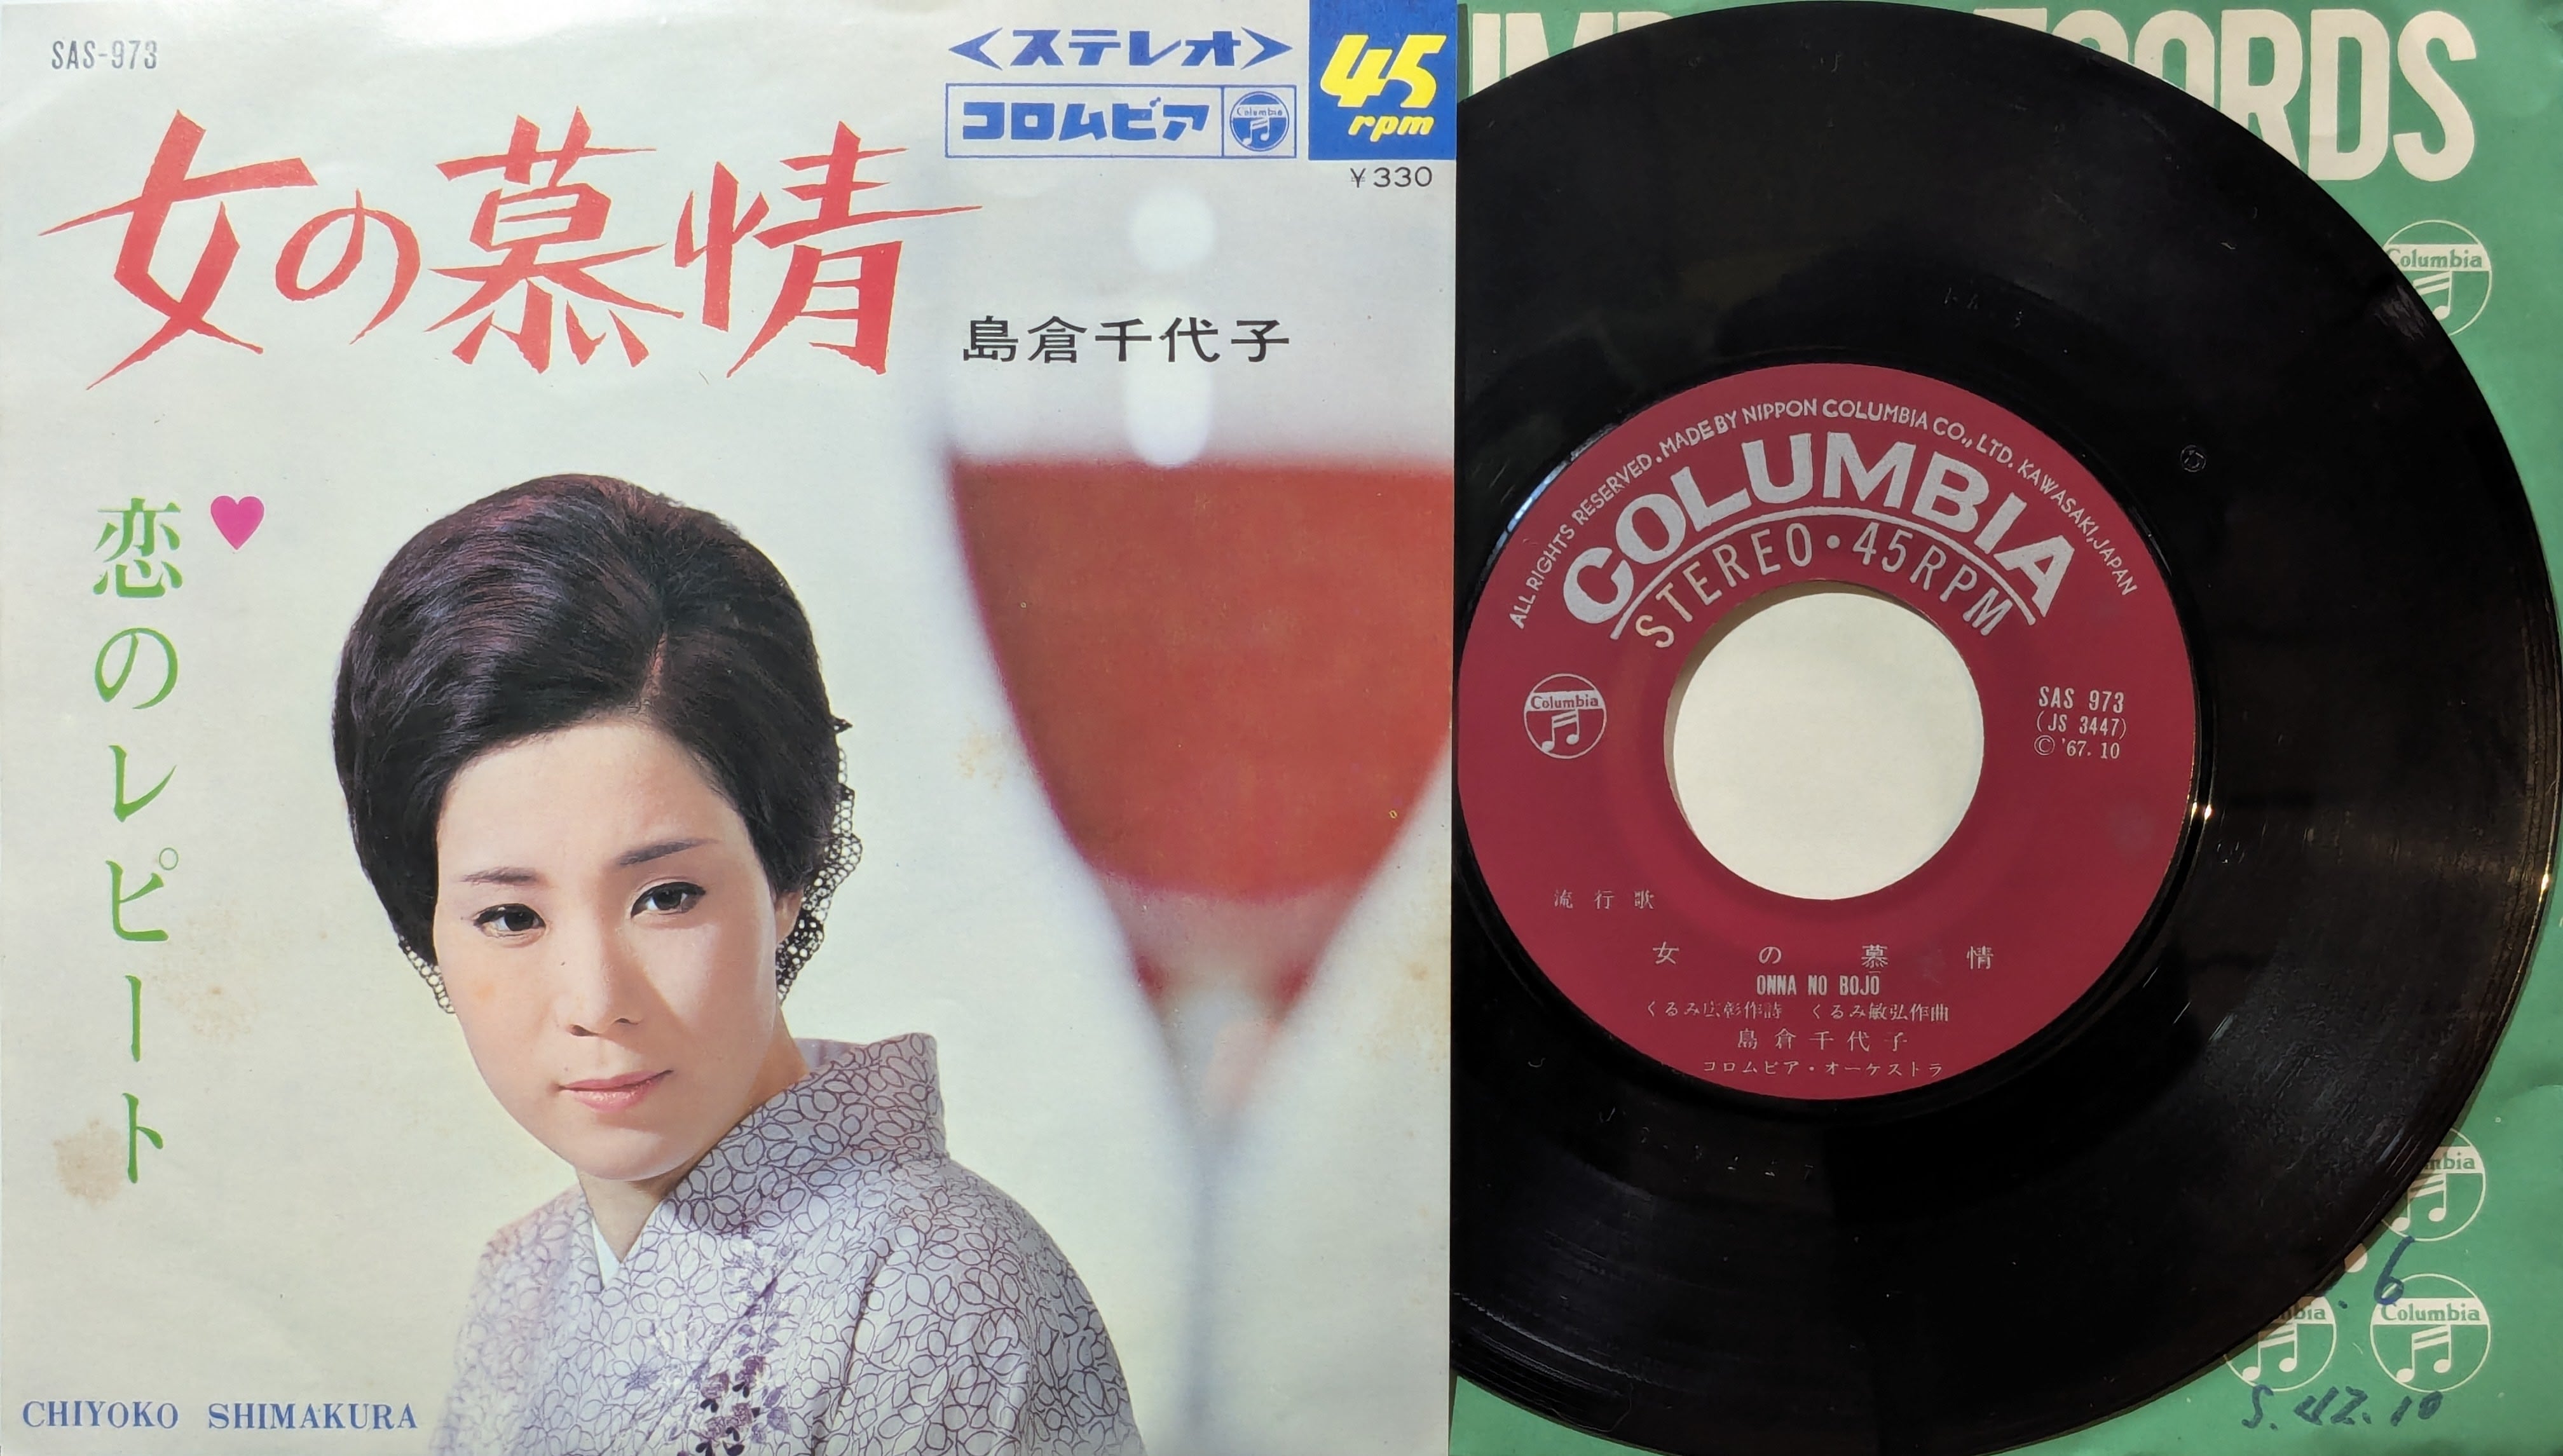 SAS-973
<ステレオ>
コロムビア
Columbia
45
rpm
¥330
女の慕情
島倉千代子
恋のレピート
CHIYOKO SHIMAKURA
RDS
Columbia
ALL RIGHTS RESERVED. MADE BY NIPPON COLUMBIA CO., LTD. KAWASAKI, JAPAN
COLUMBIA
STEREO・45RPM
Columbia
SAS 973
(JS 3447)
© '67. 10
流行歌
女の慕情
ONNA NO BOJŌ
くるみ広彰作詩 くるみ敏弘作曲
島倉千代子
コロムビア・オーケストラ
6
Columbia
S. 42. 10